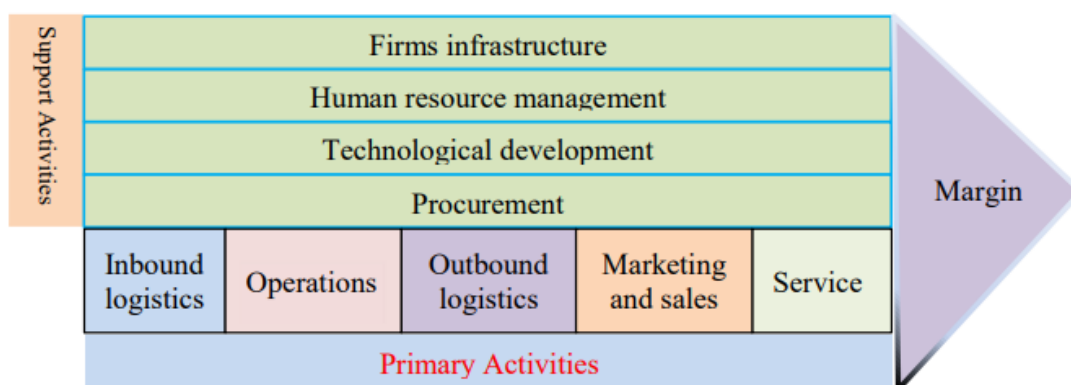 Support Activities
Firms infrastructure
Human resource management
Technological development
Procurement
Margin
Inbound
logistics
Operations
Outbound
logistics
Marketing
and sales
Service
Primary Activities